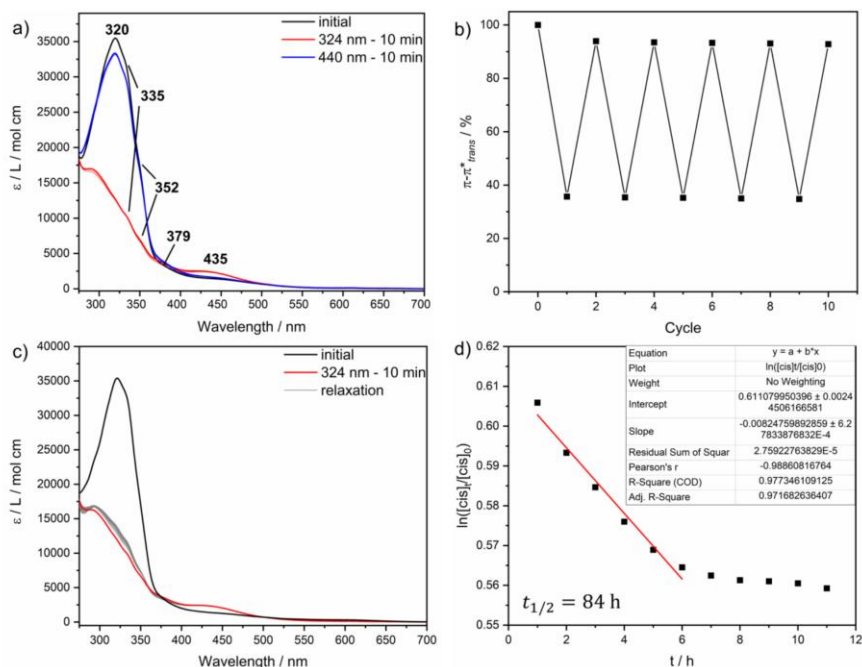 a)
initial
324 nm - 10 min
440 nm - 10 min
320
335
352
379
435
35000
30000
25000
20000
15000
10000
5000
0
ε / L / mol cm
300 350 400 450 500 550 600 650 700
Wavelength / nm
b)
100
80
60
40
20
0
π-π*trans / %
0 2 4 6 8 10
Cycle
c)
initial
324 nm - 10 min
relaxation
40000
35000
30000
25000
20000
15000
10000
5000
0
ε / L / mol cm
300 350 400 450 500 550 600 650 700
Wavelength / nm
d)
0.62
0.61
0.60
0.59
0.58
0.57
0.56
0.55
ln([cis]t/[cis]0)
Equation y = a + b*x
Plot ln([cis]t/[cis]0)
Weight No Weighting
Intercept 0.611079950396 ± 0.0024
4506166581
Slope -0.00824759892859 ± 6.2
7833876832E-4
Residual Sum of Squar 2.75922763829E-5
Pearson's r -0.98860816764
R-Square (COD) 0.977346109125
Adj. R-Square 0.971682636407
t1/2 = 84 h
0 2 4 6 8 10 12
t / h